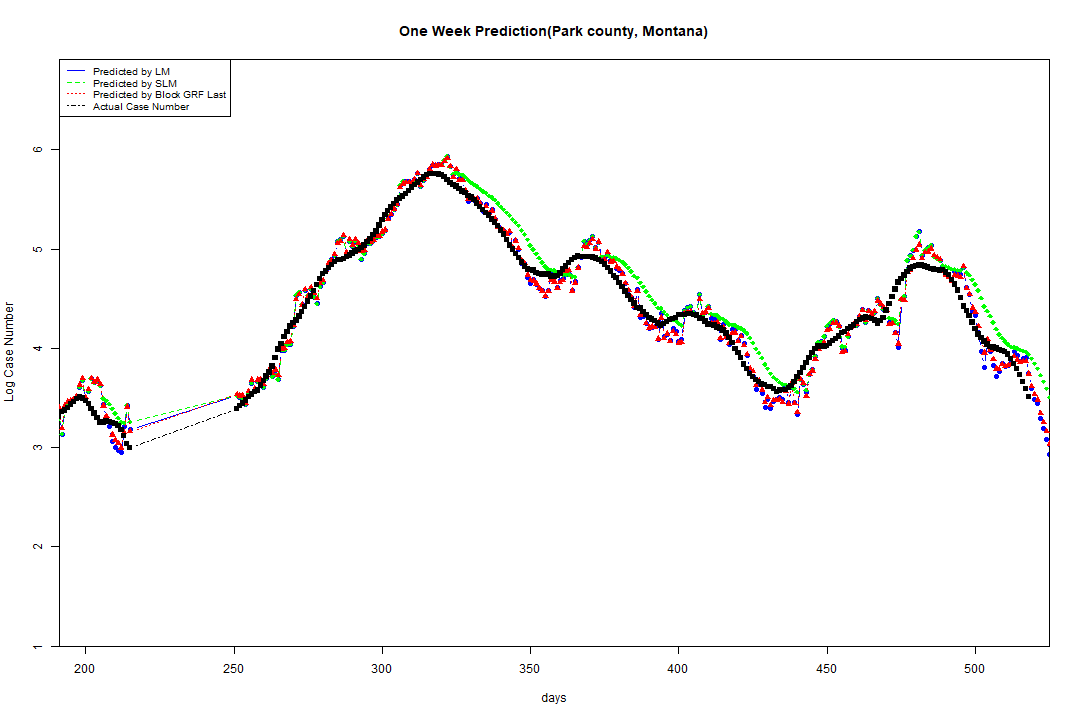 One Week Prediction(Park county, Montana)
Predicted by LM
Predicted by SLM
Predicted by Block GRF Last
Actual Case Number
6
5
4
3
2
1
Log Case Number
200 250 300 350 400 450 500
days